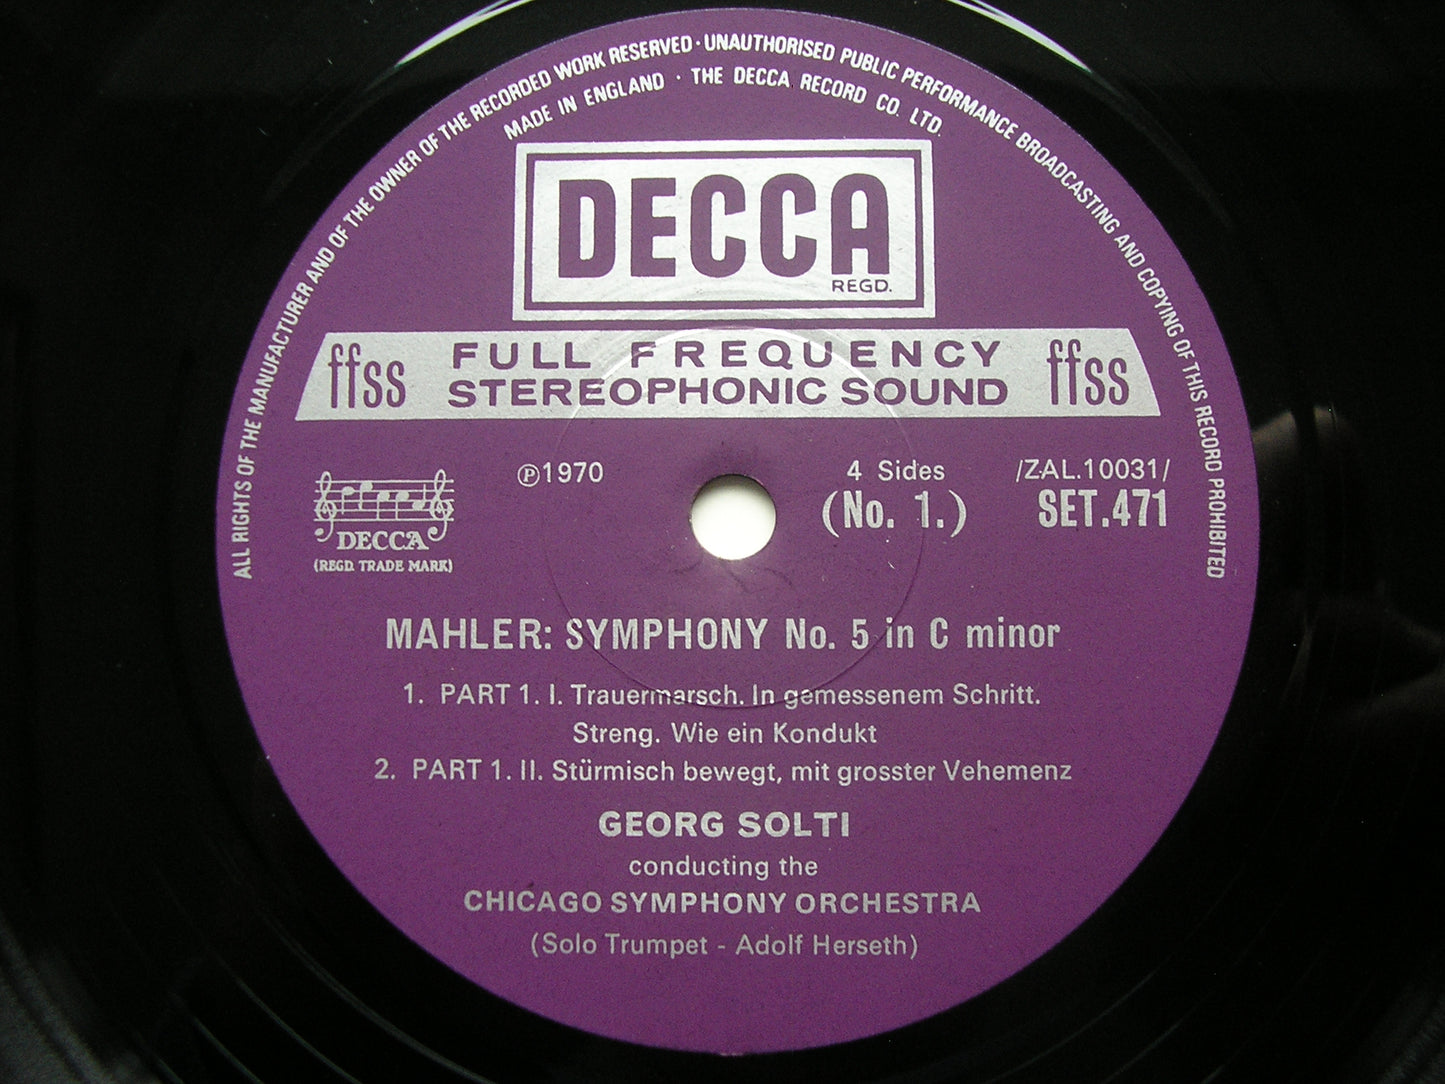 ALL RIGHTS OF THE MANUFACTURER AND OF THE OWNER OF THE RECORDED WORK RESERVED · UNAUTHORISED PUBLIC PERFORMANCE BROADCASTING AND COPYING OF THIS RECORD PROHIBITED
MADE IN ENGLAND · THE DECCA RECORD CO. LTD.
DECCA
REGD.
ffss FULL FREQUENCY ffss
STEREOPHONIC SOUND
℗1970
4 Sides
(No. 1.)
/ZAL.10031/
SET.471
DECCA
(REGD. TRADE MARK)
MAHLER: SYMPHONY No. 5 in C minor
1. PART 1. I. Trauermarsch. In gemessenem Schritt.
Streng. Wie ein Kondukt
2. PART 1. II. Stürmisch bewegt, mit grosster Vehemenz
GEORG SOLTI
conducting the
CHICAGO SYMPHONY ORCHESTRA
(Solo Trumpet - Adolf Herseth)